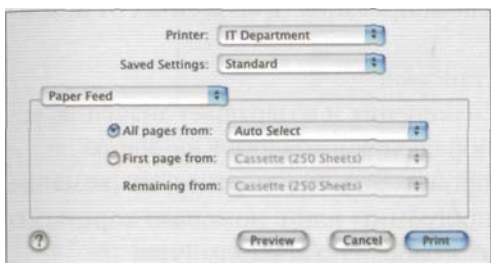 Printer: IT Department
Saved Settings: Standard
Paper Feed
All pages from: Auto Select
First page from: Cassette (250 Sheets)
Remaining from: Cassette (250 Sheets)
? Preview Cancel Print